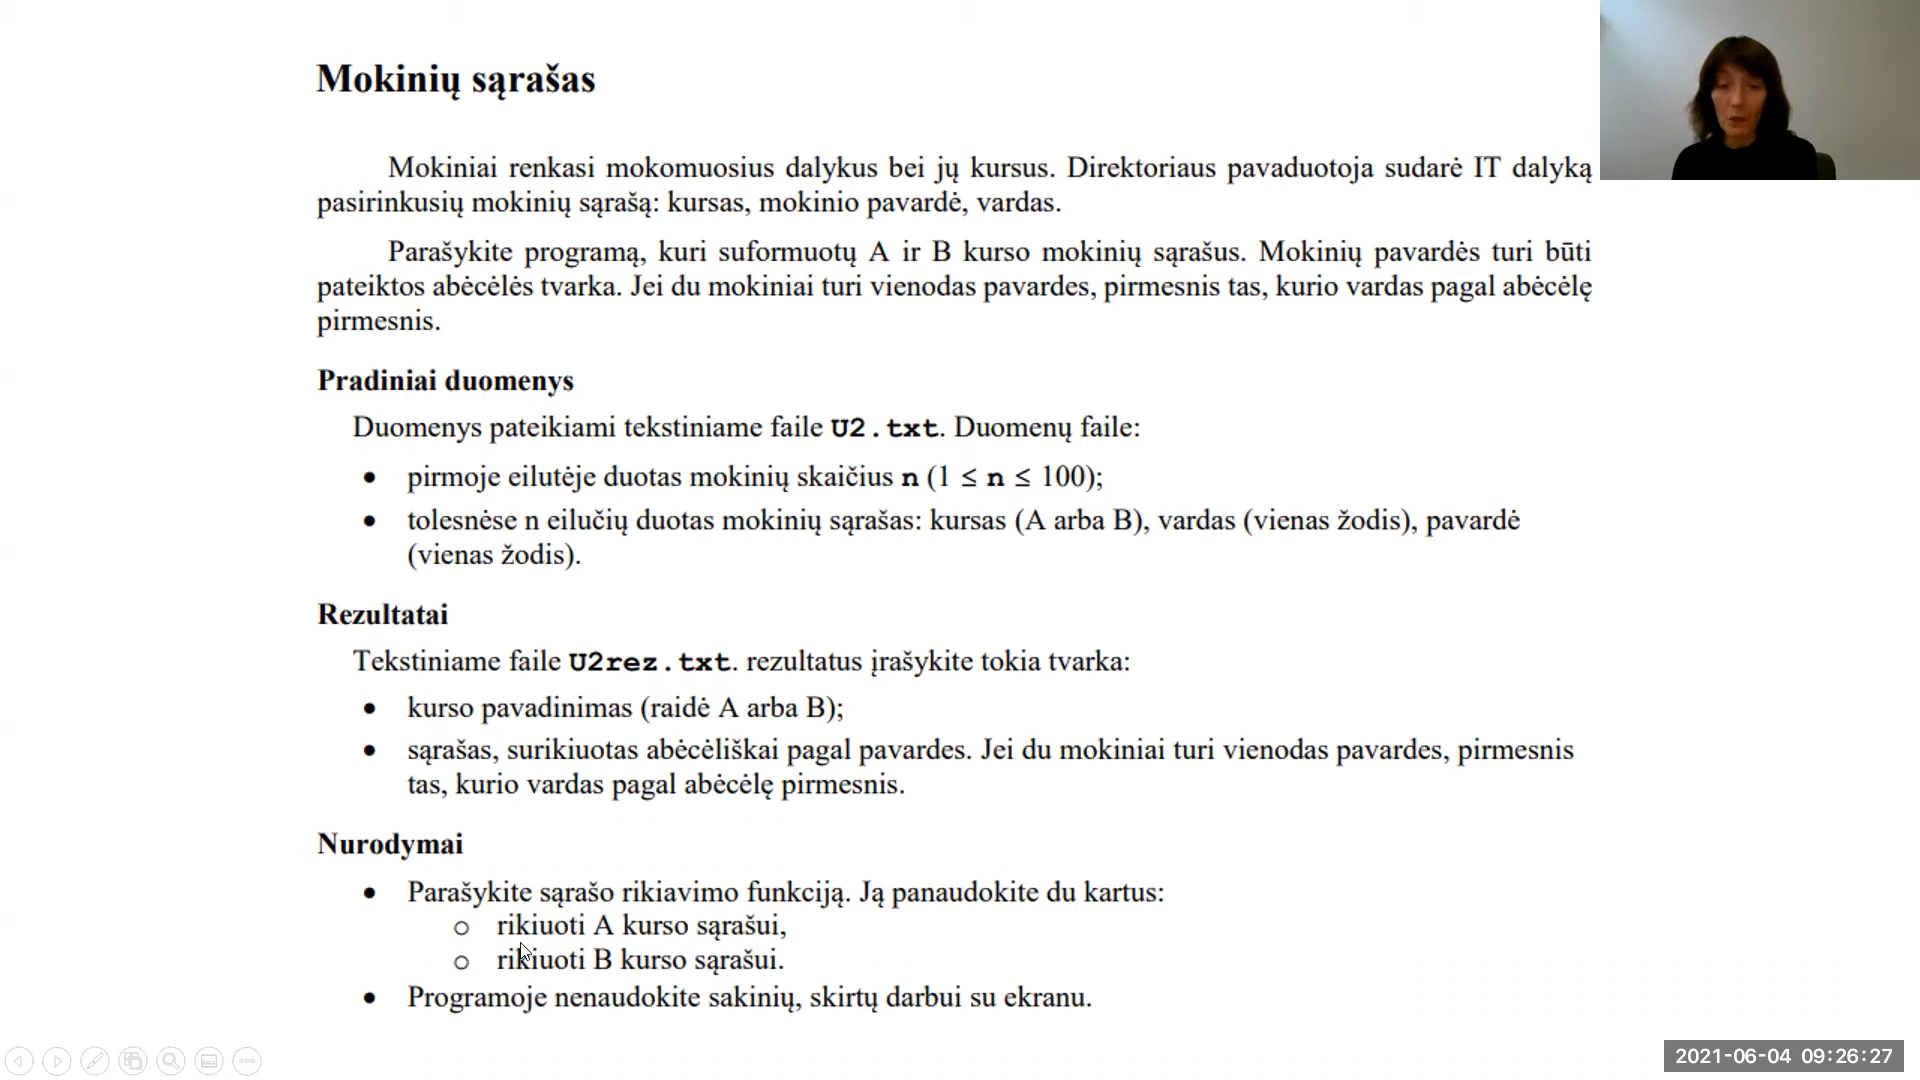 Mokinių sąrašas
Mokiniai renkasi mokomuosius dalykus bei jų kursus. Direktoriaus pavaduotoja sudarė IT dalyką
pasirinkusių mokinių sąrašą: kursas, mokinio pavardė, vardas.
Parašykite programą, kuri suformuotų A ir B kurso mokinių sąrašus. Mokinių pavardės turi būti
pateiktos abėcėlės tvarka. Jei du mokiniai turi vienodas pavardes, pirmesnis tas, kurio vardas pagal abėcėlę
pirmesnis.
Pradiniai duomenys
Duomenys pateikiami tekstiniame faile U2.txt. Duomenų faile:
• pirmoje eilutėje duotas mokinių skaičius n (1 ≤ n ≤ 100);
• tolesnėse n eilučių duotas mokinių sąrašas: kursas (A arba B), vardas (vienas žodis), pavardė
(vienas žodis).
Rezultatai
Tekstiniame faile U2rez.txt. rezultatus įrašykite tokia tvarka:
• kurso pavadinimas (raidė A arba B);
• sąrašas, surikiuotas abėcėliškai pagal pavardes. Jei du mokiniai turi vienodas pavardes, pirmesnis
tas, kurio vardas pagal abėcėlę pirmesnis.
Nurodymai
• Parašykite sąrašo rikiavimo funkciją. Ją panaudokite du kartus:
o rikiuoti A kurso sąrašui,
o rikiuoti B kurso sąrašui.
• Programoje nenaudokite sakinių, skirtų darbui su ekranu.
2021-06-04 09:26:27